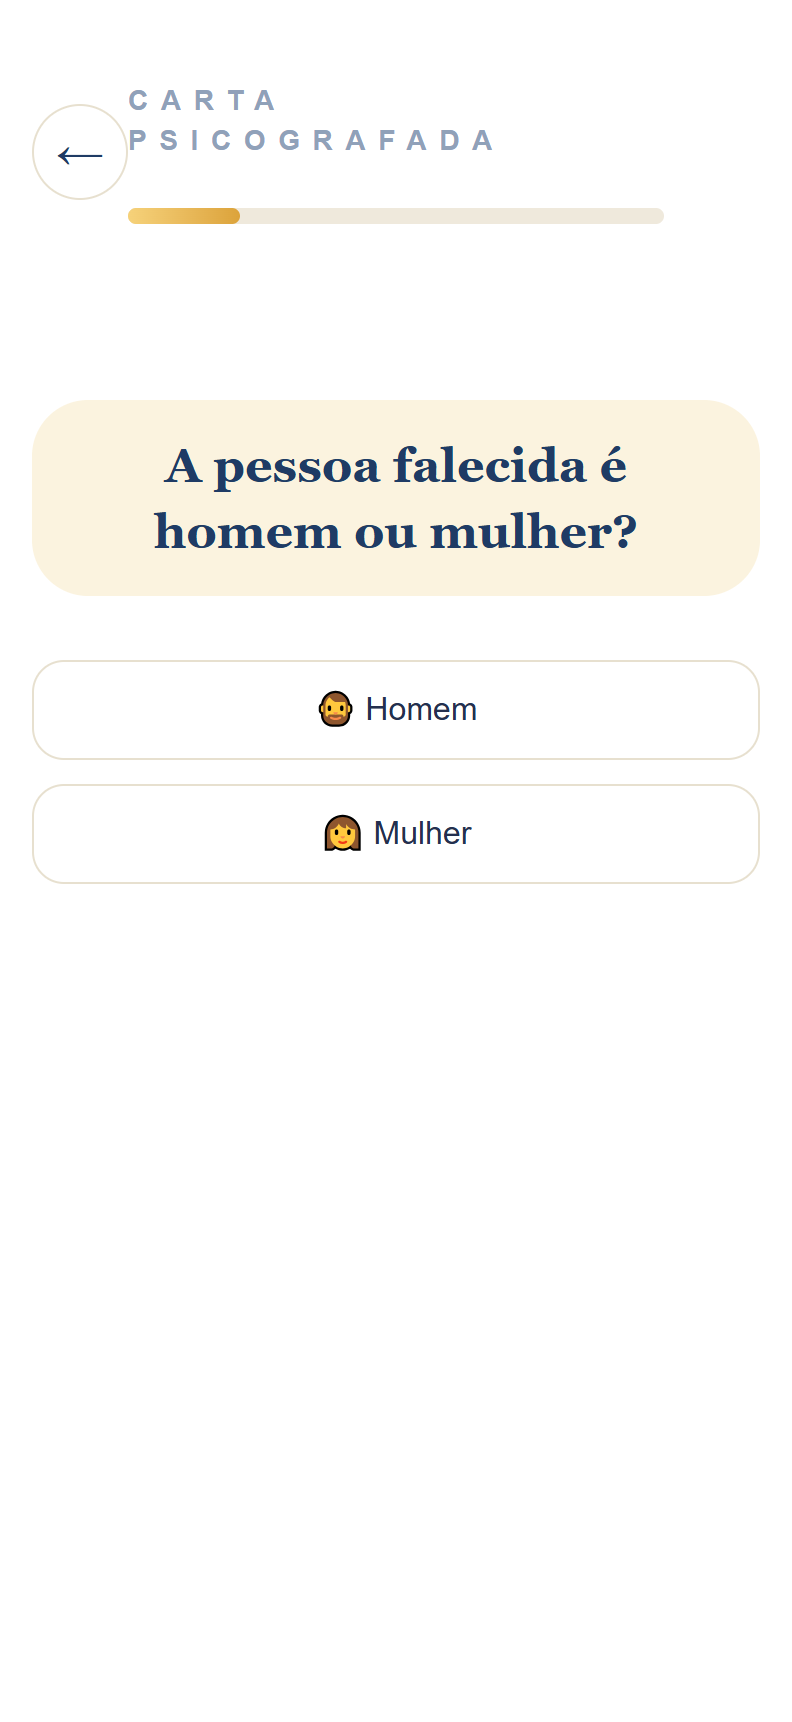 CARTA
PSICOGRAFADA
A pessoa falecida é
homem ou mulher?
Homem
Mulher